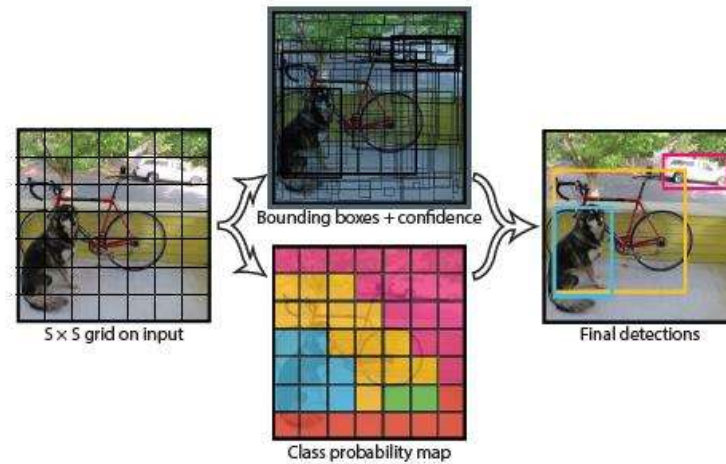 Bounding boxes + confidence
S × S grid on input
Final detections
Class probability map